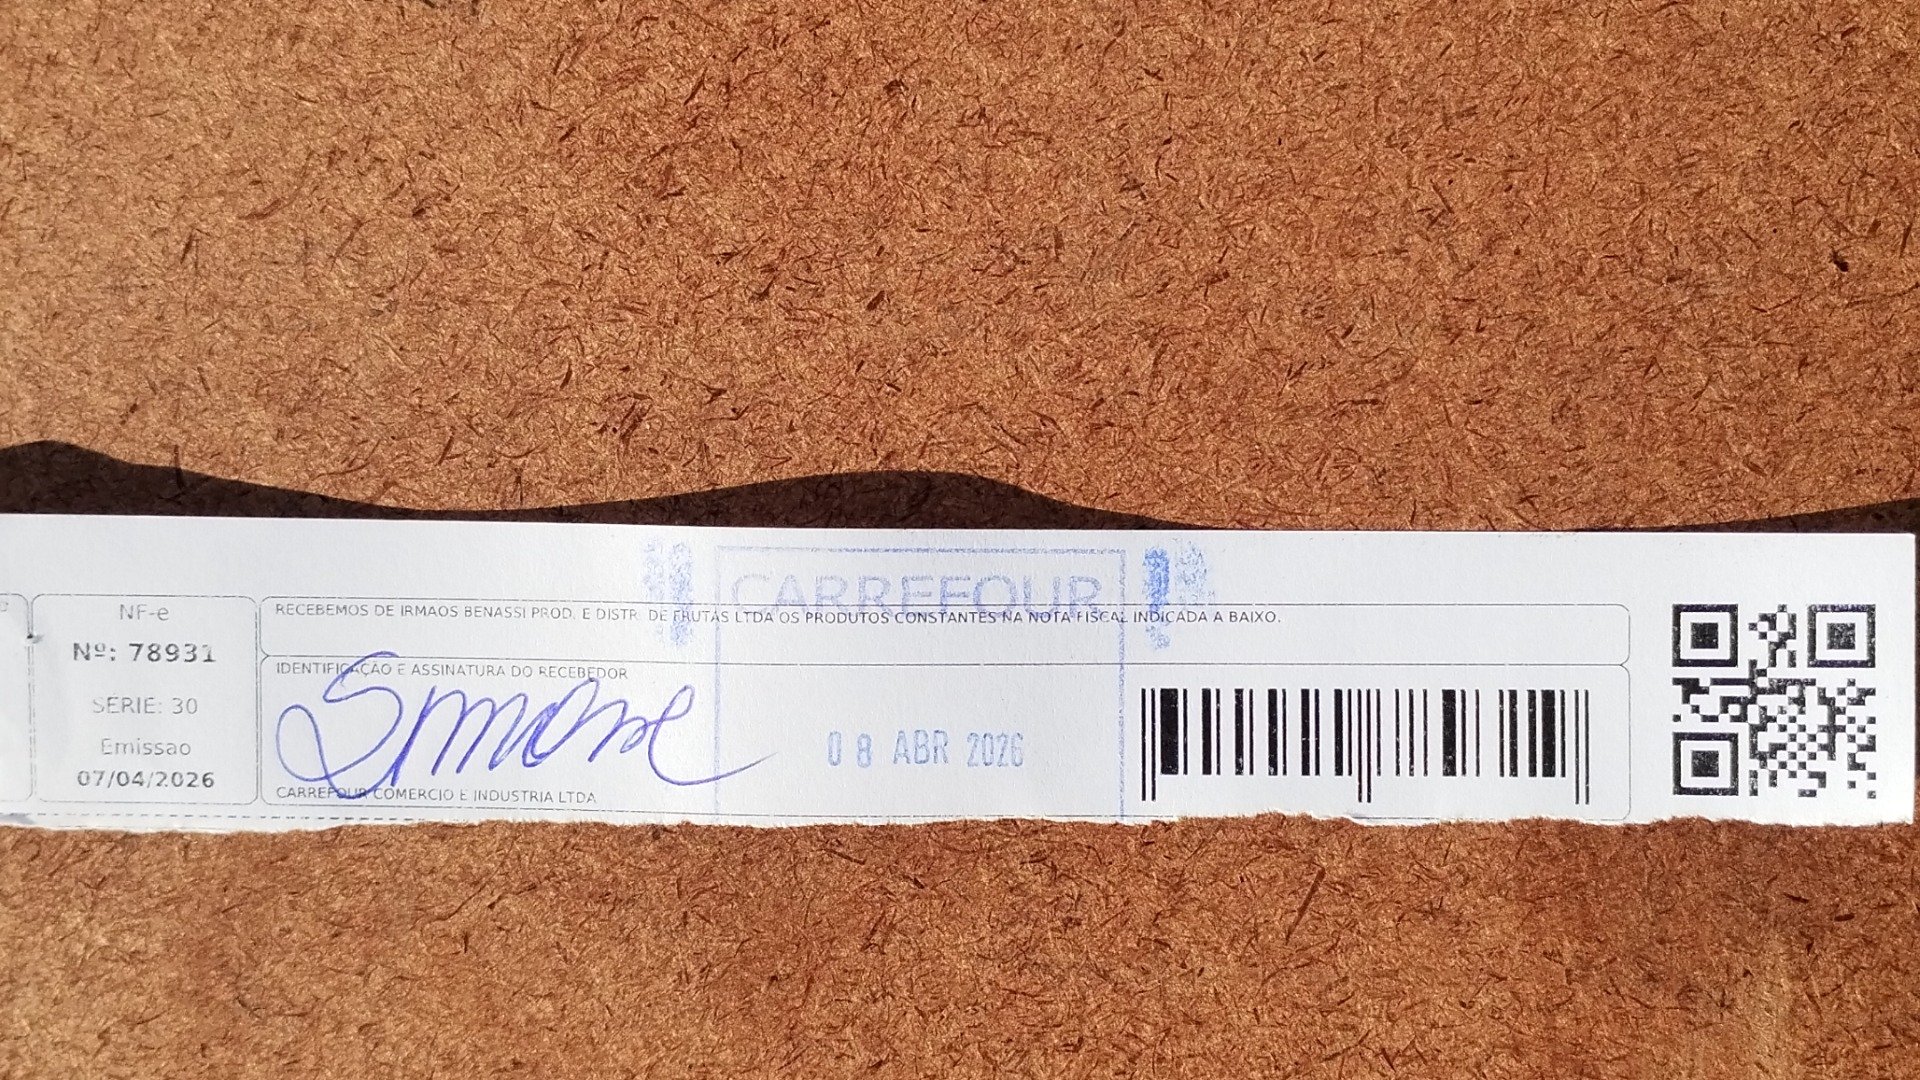 CARREFOUR
NF-e
Nº: 78931
SÉRIE: 30
Emissao
07/04/2026
RECEBEMOS DE IRMAOS BENASSI PROD. E DISTR. DE FRUTAS LTDA OS PRODUTOS CONSTANTES NA NOTA FISCAL INDICADA A BAIXO.
IDENTIFICAÇÃO E ASSINATURA DO RECEBEDOR
Simone
08 ABR 2026
CARREFOUR COMERCIO E INDUSTRIA LTDA